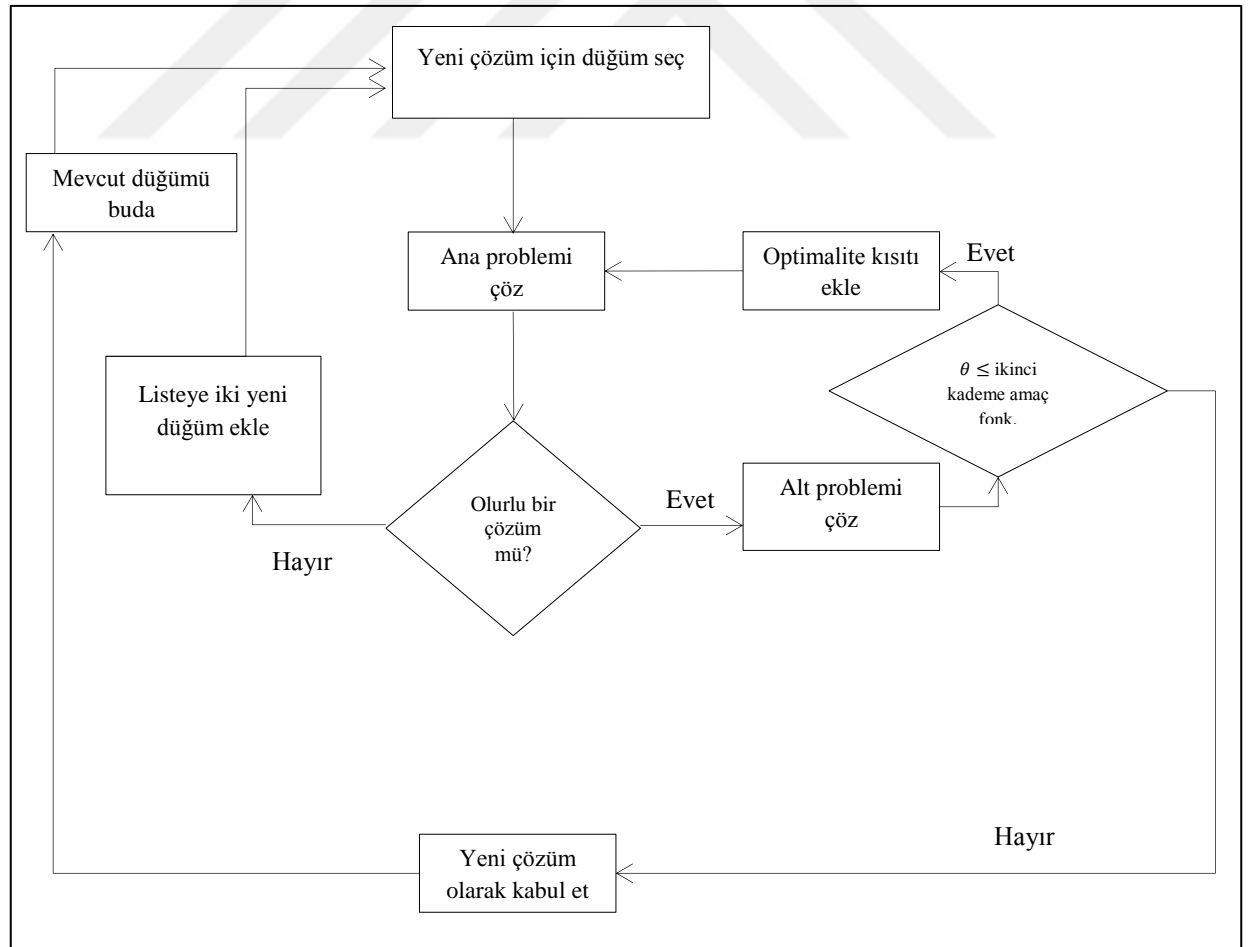 Yeni çözüm için düğüm seç
Mevcut düğümü
buda
Ana problemi
çöz
Optimalite kısıtı
ekle
Evet
Listeye iki yeni
düğüm ekle
θ ≤ ikinci
kademe amaç
fonk.
Olurlu bir
çözüm
mü?
Evet
Alt problemi
çöz
Hayır
Hayır
Yeni çözüm
olarak kabul et